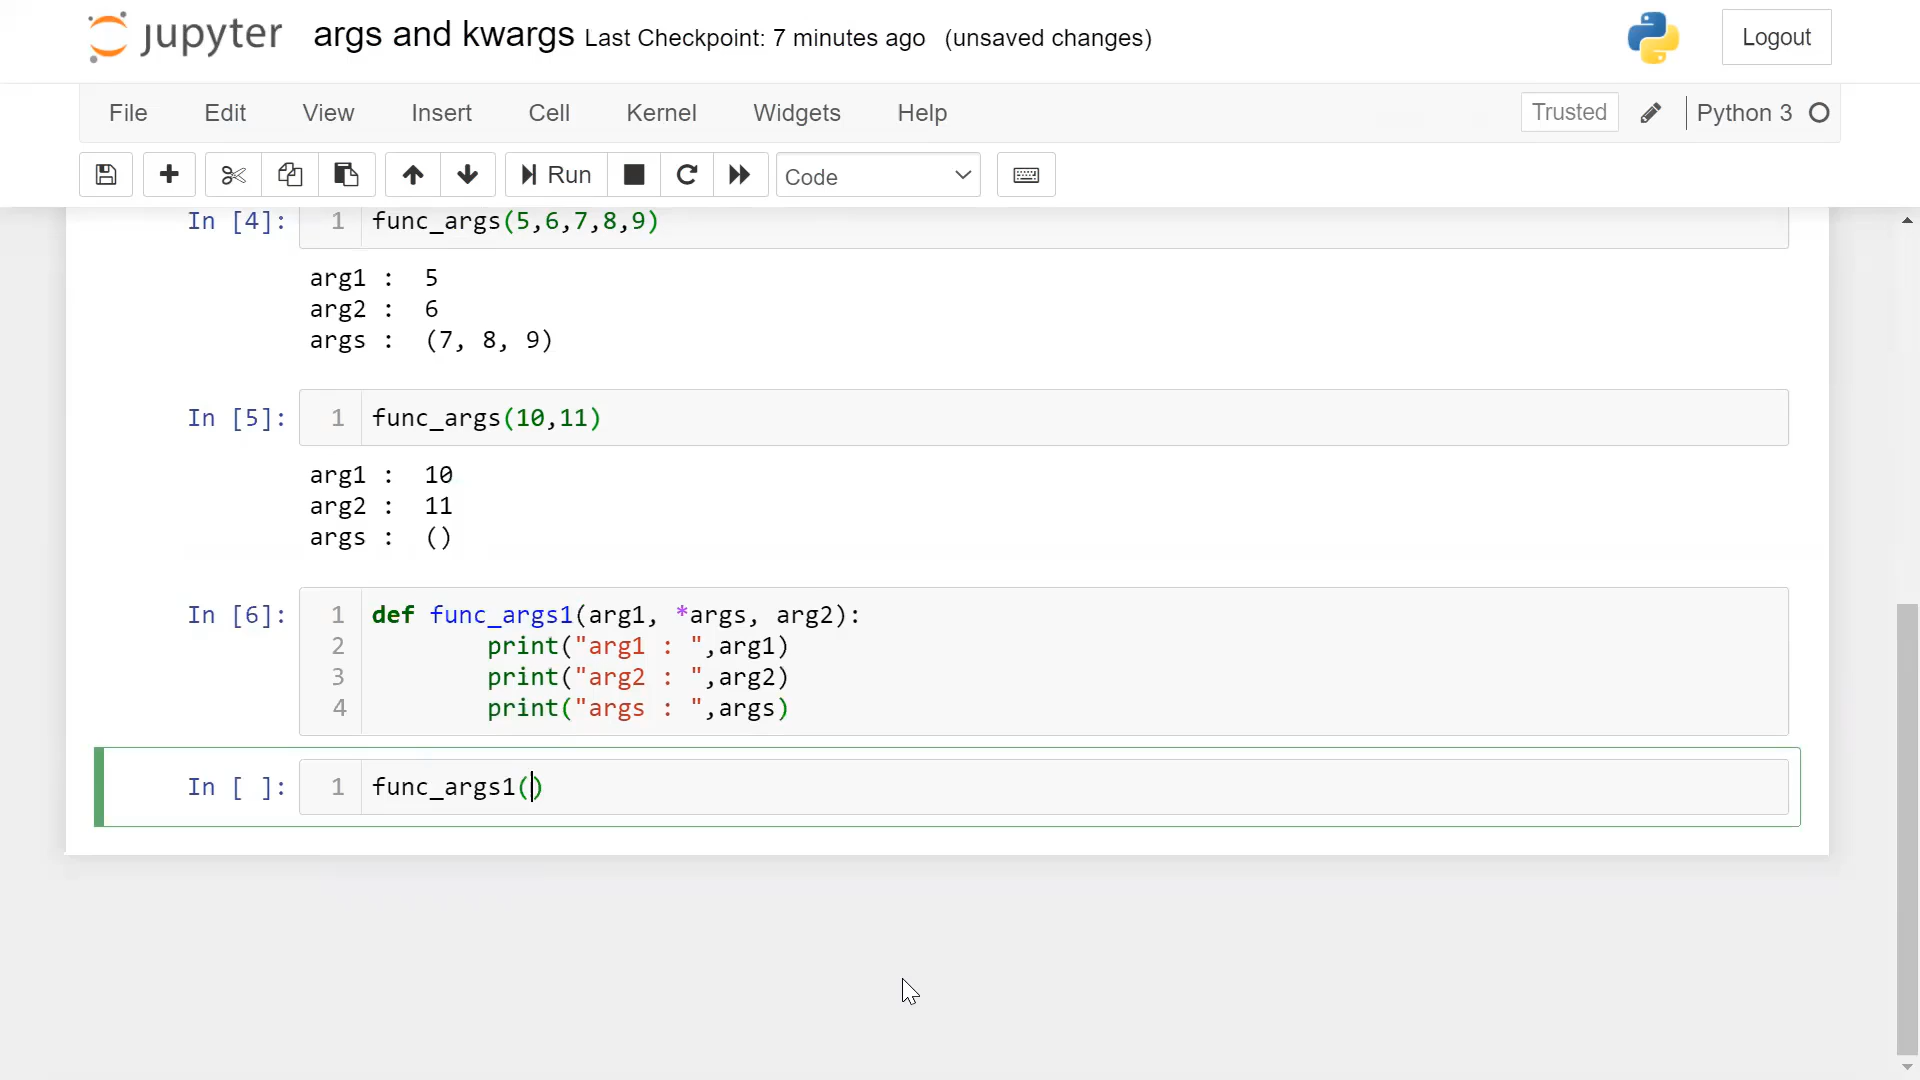 jupyter args and kwargs Last Checkpoint: 7 minutes ago (unsaved changes) Logout
File Edit View Insert Cell Kernel Widgets Help Trusted Python 3
Run Code
In [4]: 1 func_args(5,6,7,8,9)
arg1 : 5
arg2 : 6
args : (7, 8, 9)
In [5]: 1 func_args(10,11)
arg1 : 10
arg2 : 11
args : ()
In [6]: 1 def func_args1(arg1, *args, arg2):
2 print("arg1 : ",arg1)
3 print("arg2 : ",arg2)
4 print("args : ",args)
In [ ]: 1 func_args1()